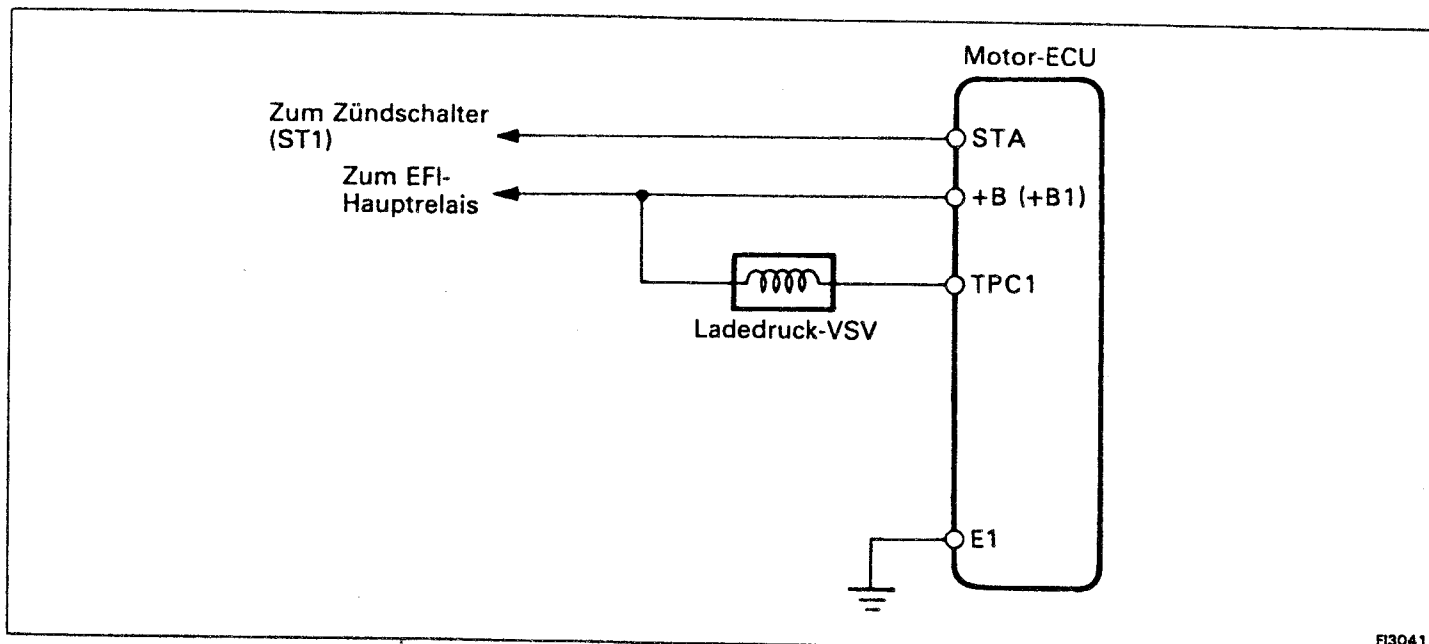 Motor-ECU
Zum Zündschalter
(ST1)
STA
Zum EFI-
Hauptrelais
+B (+B1)
TPC1
Ladedruck-VSV
E1
FI3041